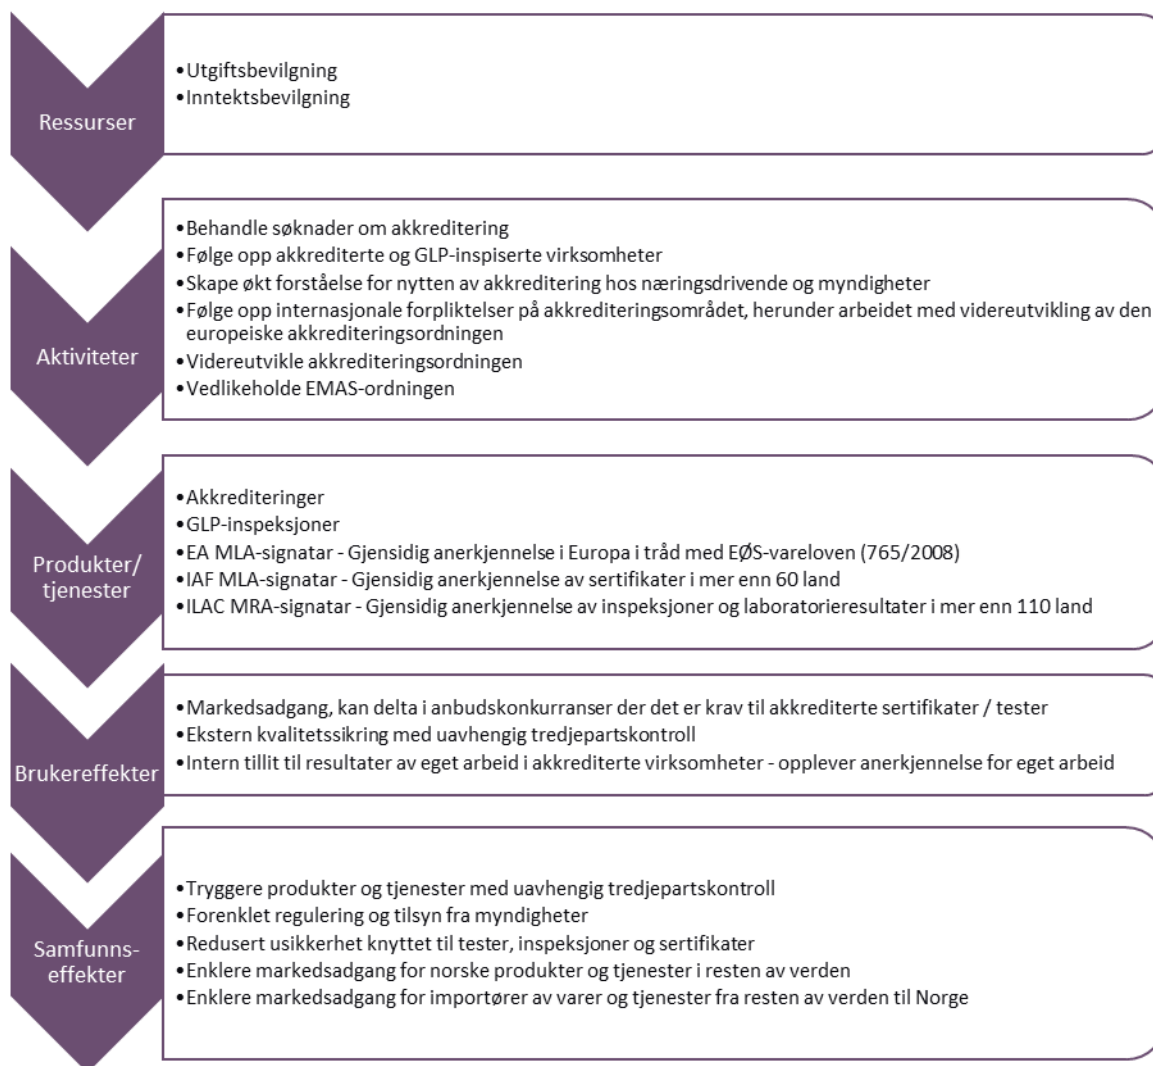 Ressurser
•Utgiftsbevilgning
•Inntektsbevilgning
Aktiviteter
•Behandle søknader om akkreditering
•Følge opp akkrediterte og GLP-inspiserte virksomheter
•Skape økt forståelse for nytten av akkreditering hos næringsdrivende og myndigheter
•Følge opp internasjonale forpliktelser på akkrediteringsområdet, herunder arbeidet med videreutvikling av den
europeiske akkrediteringsordningen
•Videreutvikle akkrediteringsordningen
•Vedlikeholde EMAS-ordningen
Produkter/
tjenester
•Akkrediteringer
•GLP-inspeksjoner
•EA MLA-signatar - Gjensidig anerkjennelse i Europa i tråd med EØS-vareloven (765/2008)
•IAF MLA-signatar - Gjensidig anerkjennelse av sertifikater i mer enn 60 land
•ILAC MRA-signatar - Gjensidig anerkjennelse av inspeksjoner og laboratorieresultater i mer enn 110 land
Brukereffekter
•Markedsadgang, kan delta i anbudskonkurranser der det er krav til akkrediterte sertifikater / tester
•Ekstern kvalitetssikring med uavhengig tredjepartskontroll
•Intern tillit til resultater av eget arbeid i akkrediterte virksomheter - opplever anerkjennelse for eget arbeid
Samfunns-
effekter
•Tryggere produkter og tjenester med uavhengig tredjepartskontroll
•Forenklet regulering og tilsyn fra myndigheter
•Redusert usikkerhet knyttet til tester, inspeksjoner og sertifikater
•Enklere markedsadgang for norske produkter og tjenester i resten av verden
•Enklere markedsadgang for importører av varer og tjenester fra resten av verden til Norge